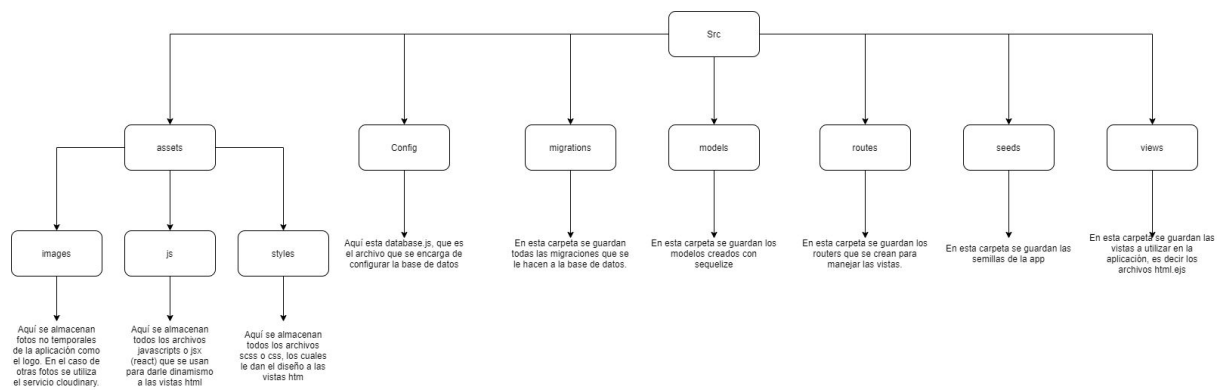 Src
assets
Config
migrations
models
routes
seeds
views
images
js
styles
Aquí esta database.js, que es
el archivo que se encarga de
configurar la base de datos
En esta carpeta se guardan
todas las migraciones que se
le hacen a la base de datos.
En esta carpeta se guardan los
modelos creados con
sequelize
En esta carpeta se guardan los
routers que se crean para
manejar las vistas.
En esta carpeta se guardan las
semillas de la app
En esta carpeta se guardan las
vistas a utilizar en la
aplicación, es decir los
archivos html.ejs
Aquí se almacenan
fotos no temporales
de la aplicación como
el logo. En el caso de
otras fotos se utiliza
el servicio cloudinary.
Aquí se almacenan
todos los archivos
javascripts o jsx
(react) que se usan
para darle dinamismo
a las vistas html
Aquí se almacenan
todos los archivos
scss o css, los cuales
le dan el diseño a las
vistas htm